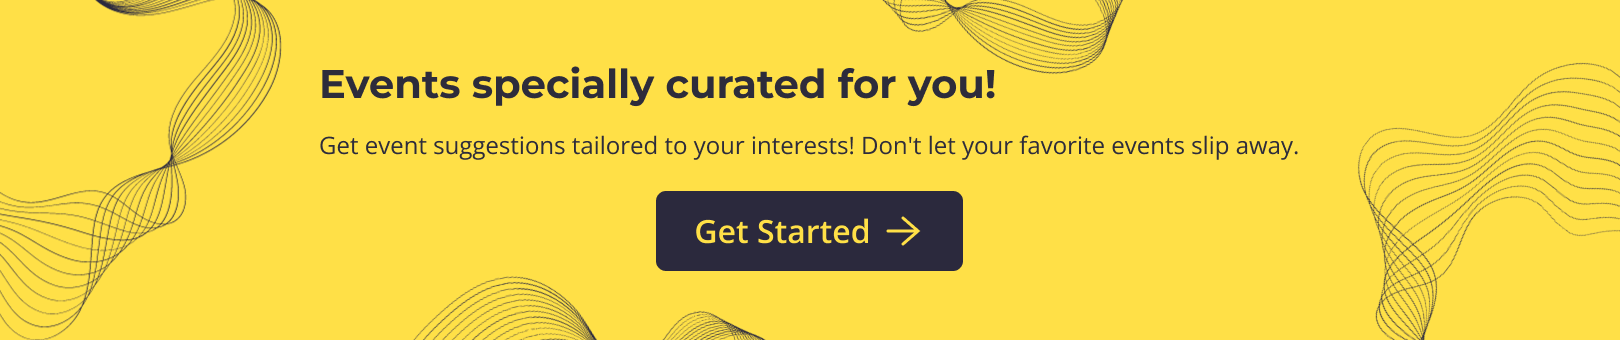 Events specially curated for you!
Get event suggestions tailored to your interests! Don't let your favorite events slip away.
Get Started